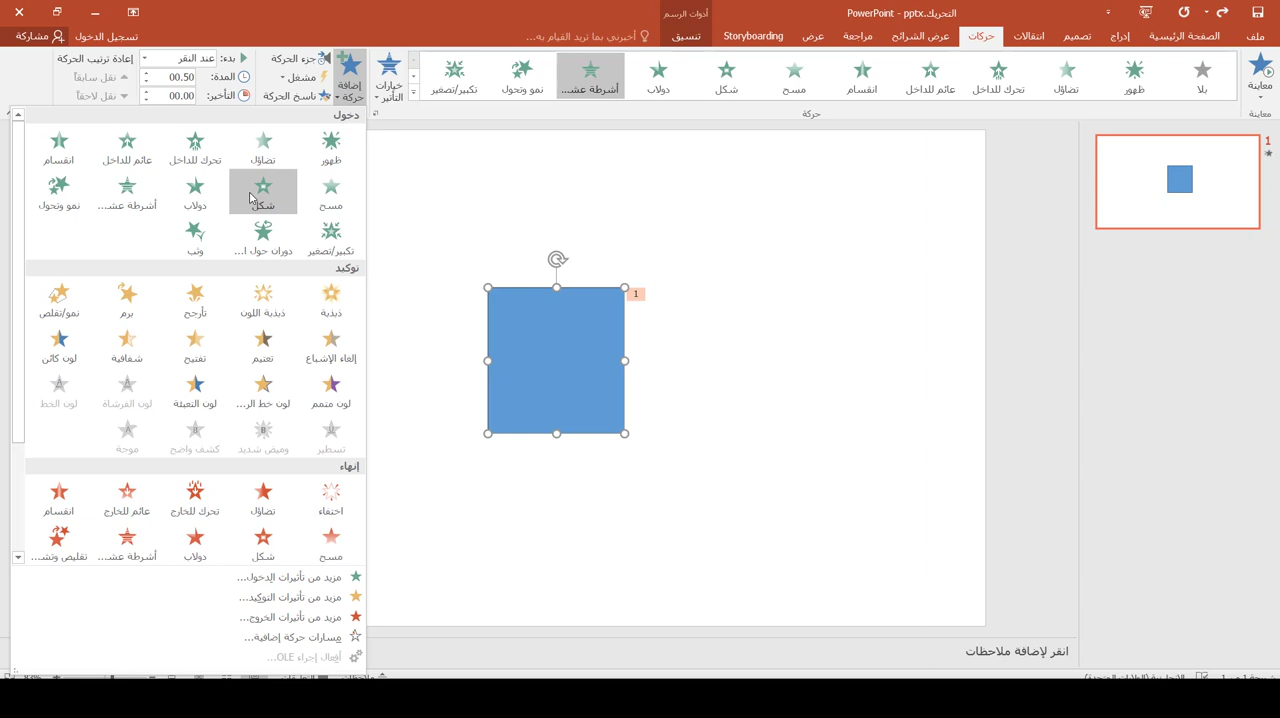 التحريك.pptx - PowerPoint
أدوات الرسم
ملف
الصفحة الرئيسية
إدراج
تصميم
انتقالات
حركات
عرض الشرائح
مراجعة
عرض
Storyboarding
تنسيق
أخبرني بما تريد القيام به...
تسجيل الدخول
مشاركة
معاينة
معاينة
بلا
ظهور
تضاؤل
تحرك للداخل
عائم للداخل
انقسام
مسح
شكل
دولاب
أشرطة عشـ...
نمو وتحول
تكبير/تصغير
حركة
خيارات التأثير
إضافة حركة
جزء الحركة
مشغل
ناسخ الحركة
بدء: عند النقر
المدة: 00.50
التأخير: 00.00
إعادة ترتيب الحركة
نقل سابقاً
نقل لاحقاً
دخول
ظهور تضاؤل تحرك للداخل عائم للداخل انقسام
مسح شكل دولاب أشرطة عشـ... نمو وتحول
تكبير/تصغير دوران حول ا... وثب
توكيد
ذبذبة ذبذبة اللون تأرجح برم نمو/تقلص
إلغاء الإشباع تعتيم تفتيح شفافية لون كائن
لون متمم لون خط الر... لون التعبئة لون الفرشاة لون الخط
تسطير وميض شديد كشف واضح موجة
إنهاء
اختفاء تضاؤل تحرك للخارج عائم للخارج انقسام
مسح شكل دولاب أشرطة عشـ... تقليص وتشـ...
مزيد من تأثيرات الدخول...
مزيد من تأثيرات التوكيد...
مزيد من تأثيرات الخروج...
مسارات حركة إضافية...
أفعال إجراء OLE...
1
1
انقر لإضافة ملاحظات